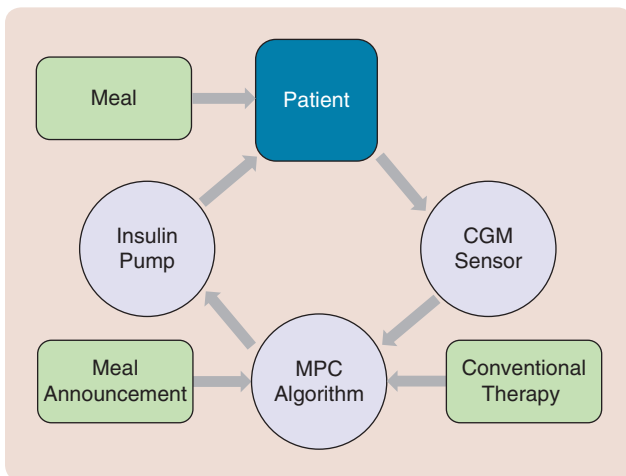 Meal
Patient
Insulin
Pump
CGM
Sensor
Meal
Announcement
MPC
Algorithm
Conventional
Therapy